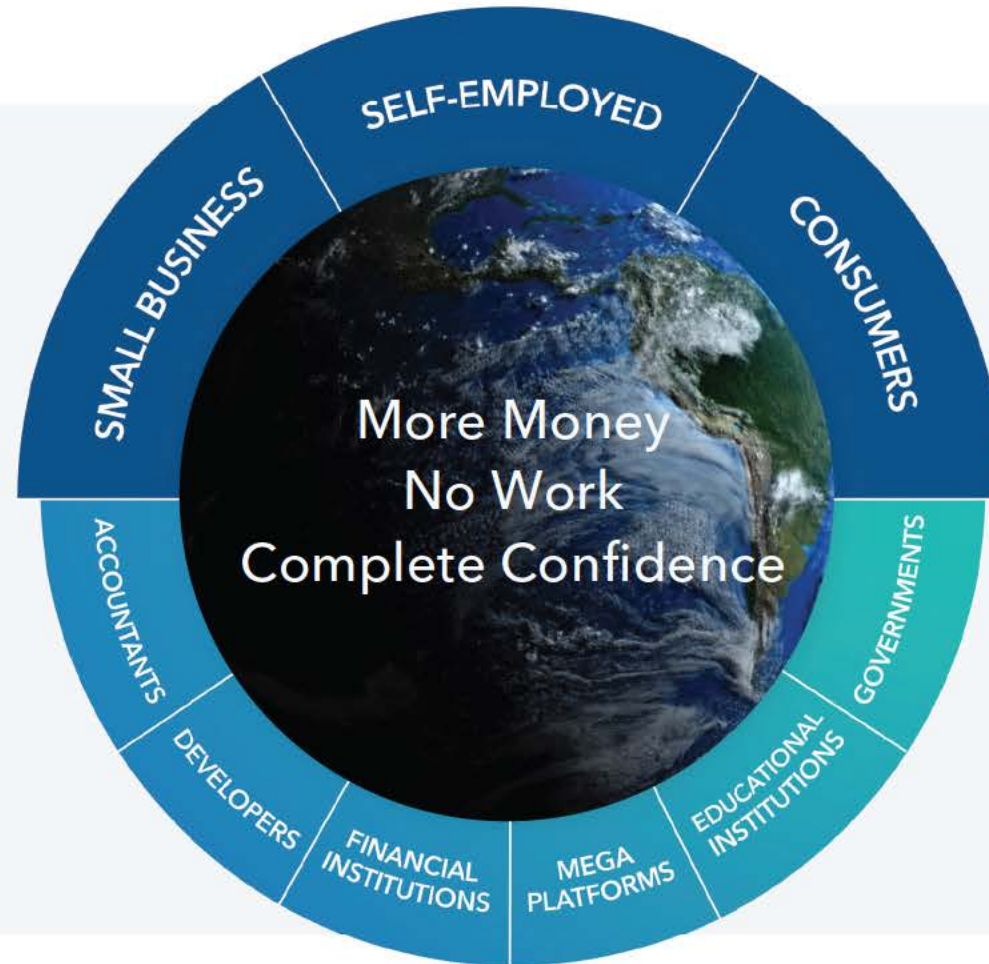 SMALL BUSINESS
SELF-EMPLOYED
CONSUMERS
More Money
No Work
Complete Confidence
ACCOUNTANTS
DEVELOPERS
FINANCIAL
INSTITUTIONS
MEGA
PLATFORMS
EDUCATIONAL
INSTITUTIONS
GOVERNMENTS